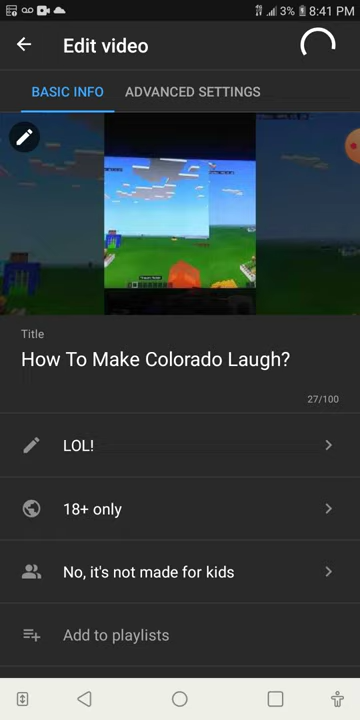 3% 8:41 PM
Edit video
BASIC INFO ADVANCED SETTINGS
Title
How To Make Colorado Laugh?
27/100
LOL!
18+ only
No, it's not made for kids
Add to playlists